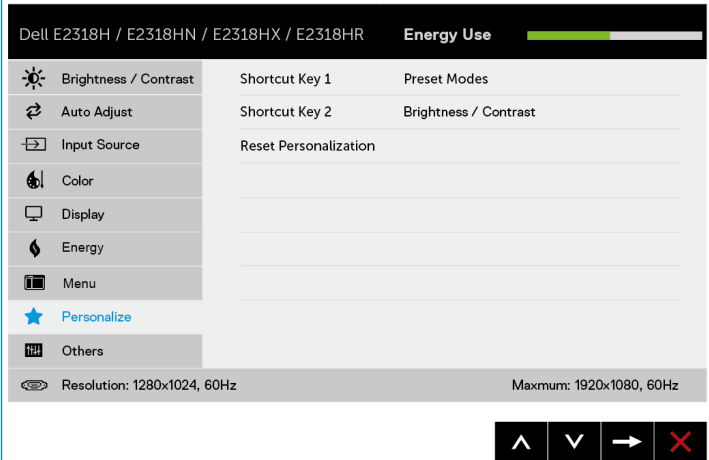 Dell E2318H / E2318HN / E2318HX / E2318HR Energy Use
Brightness / Contrast Shortcut Key 1 Preset Modes
Auto Adjust Shortcut Key 2 Brightness / Contrast
Input Source Reset Personalization
Color
Display
Energy
Menu
Personalize
Others
Resolution: 1280x1024, 60Hz Maxmum: 1920x1080, 60Hz